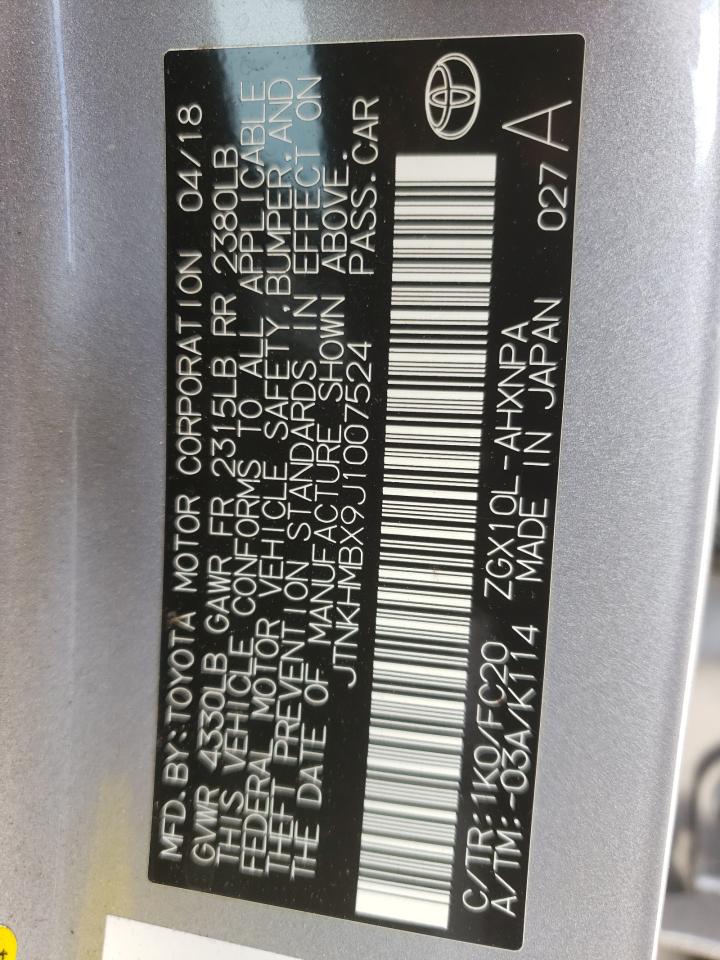 MFD.BY:TOYOTA MOTOR CORPORATION 04/18
GVWR 4330LB GAWR FR 2315LB RR 2380LB
THIS VEHICLE CONFORMS TO ALL APPLICABLE
FEDERAL MOTOR VEHICLE SAFETY,BUMPER,AND
THEFT PREVENTION STANDARDS IN EFFECT ON
THE DATE OF MANUFACTURE SHOWN ABOVE.
JTNKHMBX9J1007524 PASS.CAR
C/TR:1K0/FC20 ZGX10L-AHXNPA 027
A/TM:-03A/K114 MADE IN JAPAN A